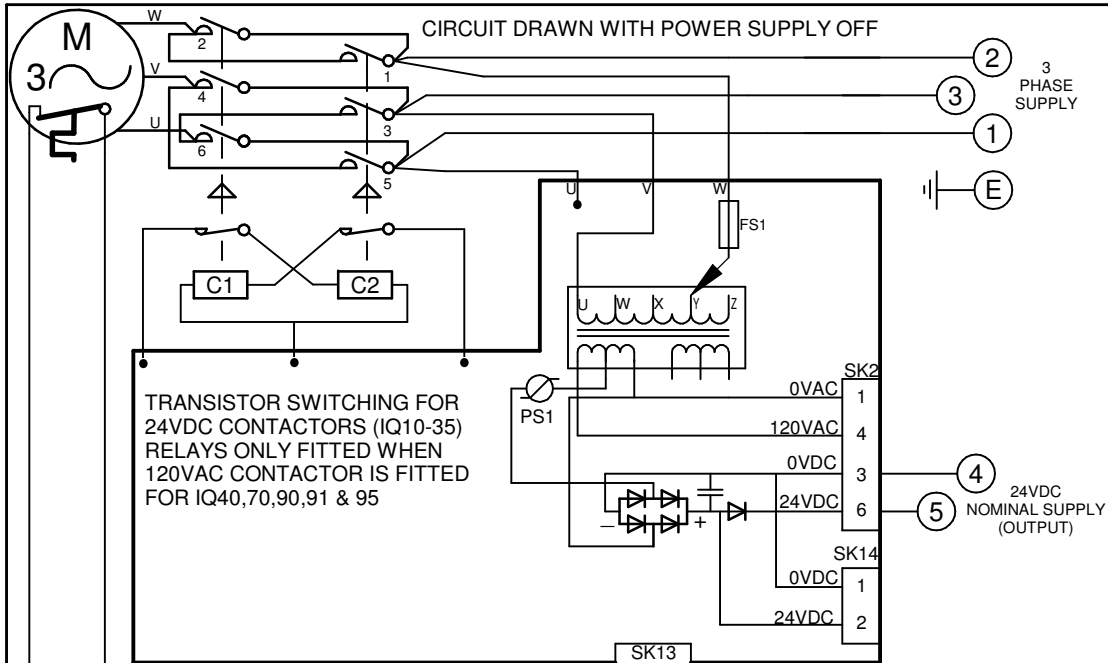 CIRCUIT DRAWN WITH POWER SUPPLY OFF
M
3
W
V
U
2
4
6
1
3
5
2
3
1
3
PHASE
SUPPLY
E
U
V
W
FS1
C1
C2
U
W
X
Y
Z
TRANSISTOR SWITCHING FOR
24VDC CONTACTORS (IQ10-35)
RELAYS ONLY FITTED WHEN
120VAC CONTACTOR IS FITTED
FOR IQ40,70,90,91 & 95
PS1
SK2
0VAC
1
120VAC
4
0VDC
3
24VDC
6
4
5
24VDC
NOMINAL SUPPLY
(OUTPUT)
— +
SK14
0VDC
1
24VDC
2
SK13